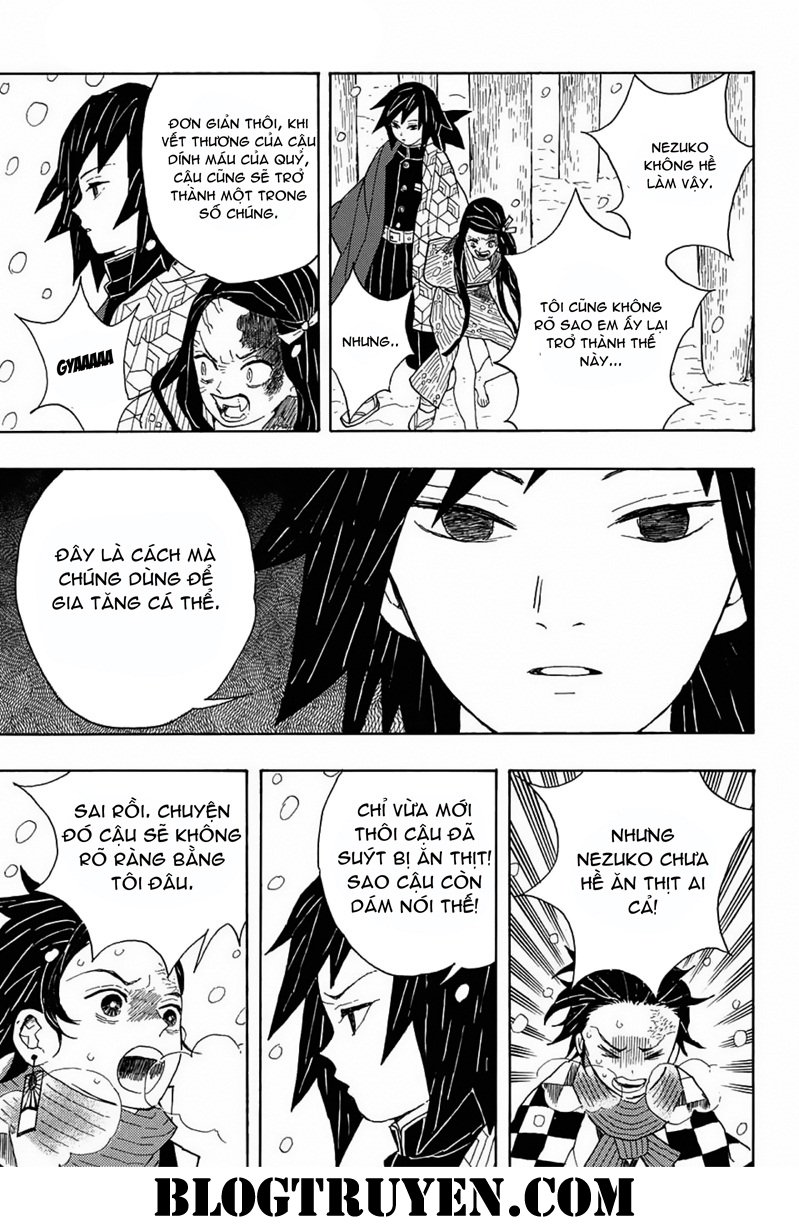 NEZUKO
KHÔNG HỀ
LÀM VẬY.
TÔI CŨNG KHÔNG
RÕ SAO EM ẤY LẠI
TRỞ THÀNH THẾ
NÀY...
NHƯNG..
ĐƠN GIẢN THÔI, KHI
VẾT THƯƠNG CỦA CẬU
DÍNH MÁU CỦA QUỶ,
CẬU CŨNG SẼ TRỞ
THÀNH MỘT TRONG
SỐ CHÚNG.
GYAAAAA
ĐÂY LÀ CÁCH MÀ
CHÚNG DÙNG ĐỂ
GIA TĂNG CÁ THỂ.
NHƯNG
NEZUKO CHƯA
HỀ ĂN THỊT AI
CẢ!
CHỈ VỪA MỚI
THÔI CẬU ĐÃ
SUÝT BỊ ĂN THỊT!
SAO CẬU CÒN
DÁM NÓI THẾ!
SAI RỒI. CHUYỆN
ĐÓ CẬU SẼ KHÔNG
RÕ RÀNG BẰNG
TÔI ĐÂU.
BLOGTRUYEN.COM